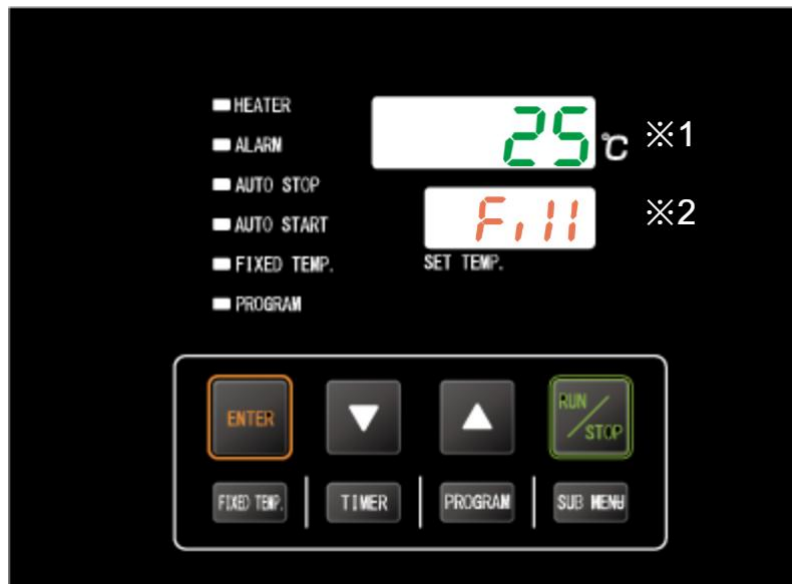 HEATER
ALARM
AUTO STOP
AUTO START
FIXED TEMP.
PROGRAM
25 ℃ ※1
Fill ※2
SET TEMP.
ENTER ▼ ▲ RUN/STOP
FIXED TEMP. TIMER PROGRAM SUB MENU